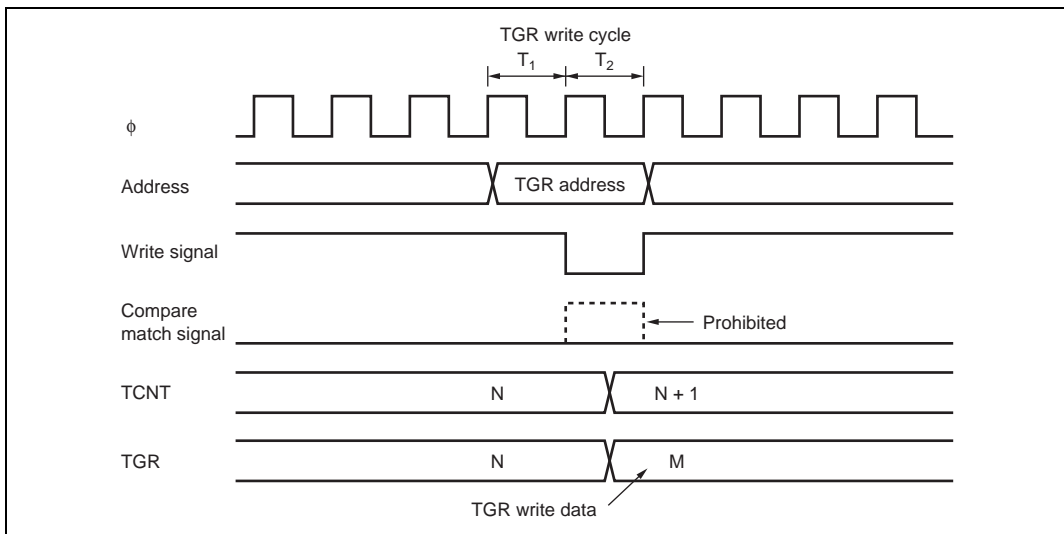 TGR write cycle
T₁ T₂
ϕ
Address TGR address
Write signal
Compare
match signal
Prohibited
TCNT N N + 1
TGR N M
TGR write data